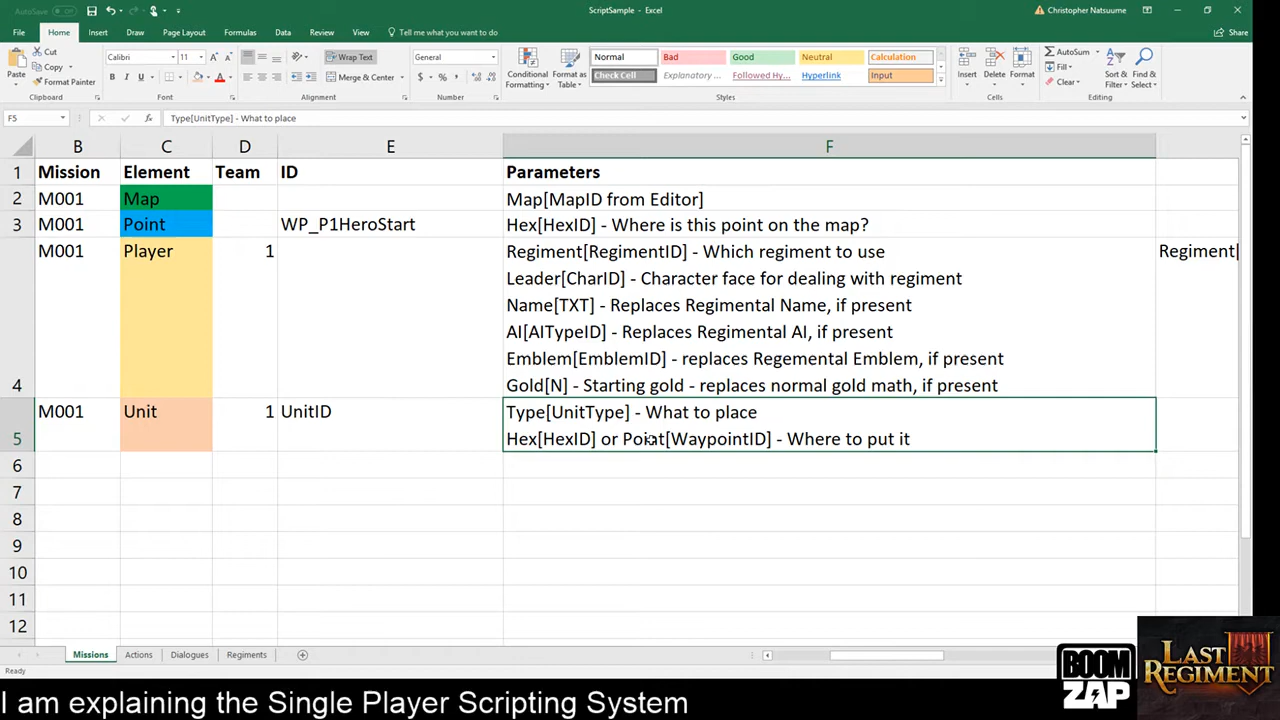 AutoSave
Off
ScriptSample - Excel
Christopher Natsuume
File Home Insert Draw Page Layout Formulas Data Review View Tell me what you want to do Share
Paste
Cut
Copy
Format Painter
Clipboard
Calibri 11
B I U
Font
Wrap Text
Merge & Center
Alignment
General
$ % ,
Number
Conditional Formatting
Format as Table
Normal Bad Good Neutral Calculation
Check Cell Explanatory ... Followed Hy... Hyperlink Input
Styles
Insert Delete Format
Cells
AutoSum
Fill
Clear
Sort & Filter
Find & Select
Editing
F5 fx Type[UnitType] - What to place
B C D E F
1 Mission Element Team ID Parameters
2 M001 Map Map[MapID from Editor]
3 M001 Point WP_P1HeroStart Hex[HexID] - Where is this point on the map?
M001 Player 1 Regiment[RegimentID] - Which regiment to use Regiment[
Leader[CharID] - Character face for dealing with regiment
Name[TXT] - Replaces Regimental Name, if present
AI[AITypeID] - Replaces Regimental AI, if present
Emblem[EmblemID] - replaces Regemental Emblem, if present
4 Gold[N] - Starting gold - replaces normal gold math, if present
M001 Unit 1 UnitID Type[UnitType] - What to place
5 Hex[HexID] or Point[WaypointID] - Where to put it
6
7
8
9
10
11
12
Missions Actions Dialogues Regiments
Ready
BOOM
ZAP
LAST
REGIMENT
I am explaining the Single Player Scripting System